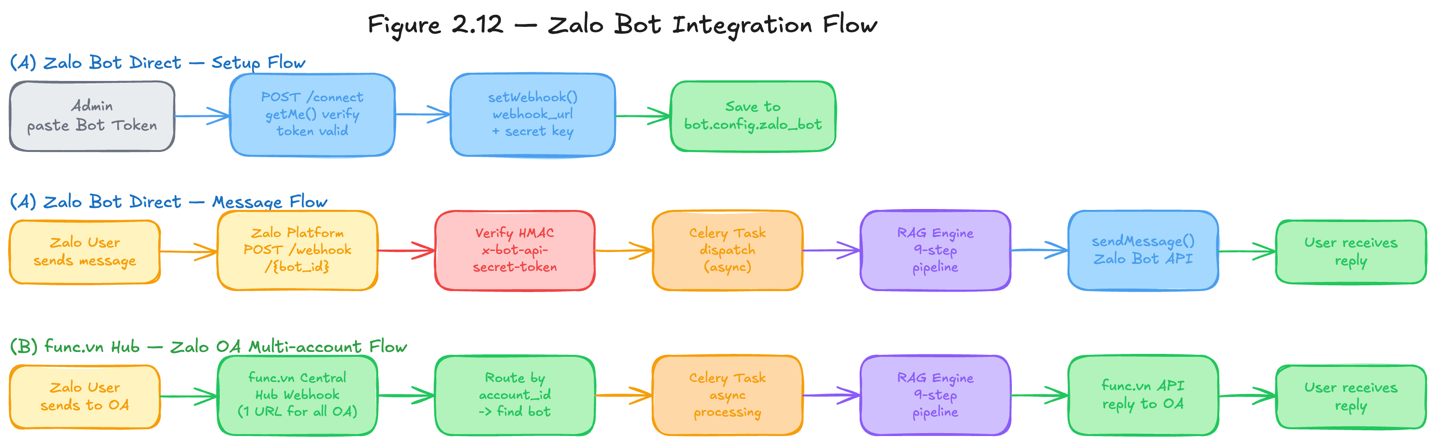 Figure 2.12 — Zalo Bot Integration Flow
(A) Zalo Bot Direct — Setup Flow
Admin
paste Bot Token
POST /connect
getMe() verify
token valid
setWebhook()
webhook_url
+ secret key
Save to
bot.config.zalo_bot
(A) Zalo Bot Direct — Message Flow
Zalo User
sends message
Zalo Platform
POST /webhook
/{bot_id}
Verify HMAC
x-bot-api-
secret-token
Celery Task
dispatch
(async)
RAG Engine
9-step
pipeline
sendMessage()
Zalo Bot API
User receives
reply
(B) func.vn Hub — Zalo OA Multi-account Flow
Zalo User
sends to OA
func.vn Central
Hub Webhook
(1 URL for all OA)
Route by
account_id
-> find bot
Celery Task
async
processing
RAG Engine
9-step
pipeline
func.vn API
reply to OA
User receives
reply